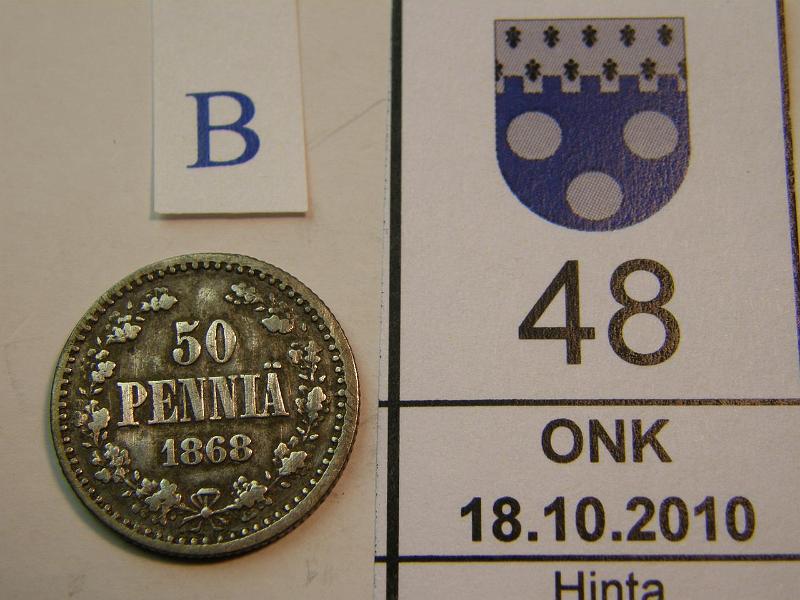 B
50
PENNIÄ
1868
48
ONK
18.10.2010
Hinta